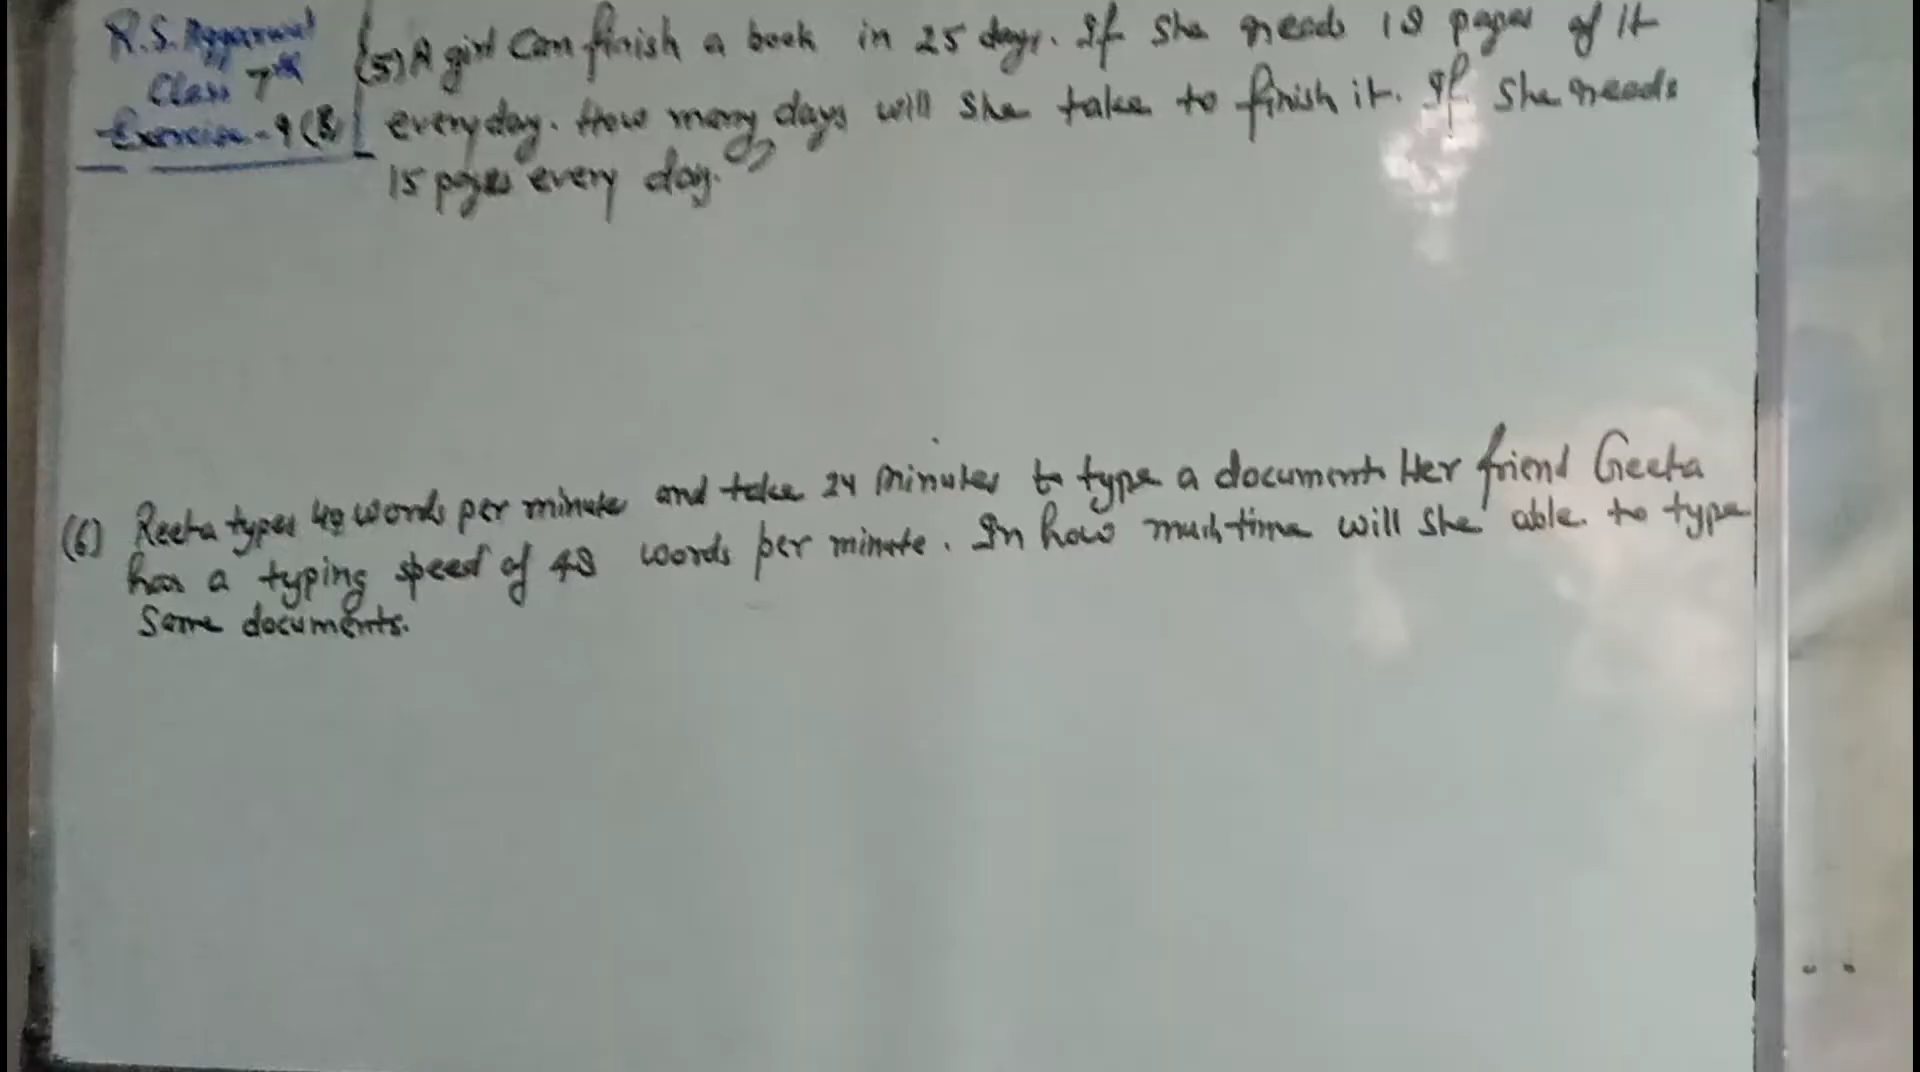 R.S. Aggarwal
Class 7th
Exercise - 9 (B)
(5) A girl Can finish a book in 25 days. If She reads 18 pages of it
everyday. How many days will she take to finish it. If She reads
15 pages every day.?
(6) Reeta types 40 words per minute and take 24 minutes to type a document. Her friend Geeta
has a typing speed of 48 words per minute. In how much time will she able to type
Same documents.